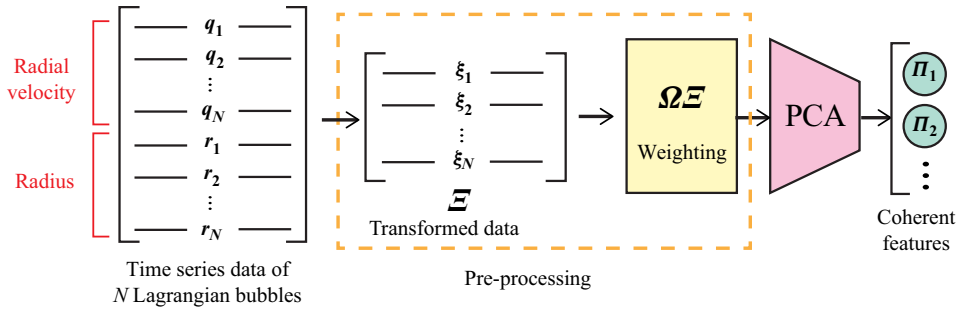 Radial
velocity
Radius
q1
q2
⋮
qN
r1
r2
⋮
rN
Time series data of
N Lagrangian bubbles
ξ1
ξ2
⋮
ξN
Ξ
Transformed data
ΩΞ
Weighting
Pre-processing
PCA
Π1
Π2
⋮
Coherent
features